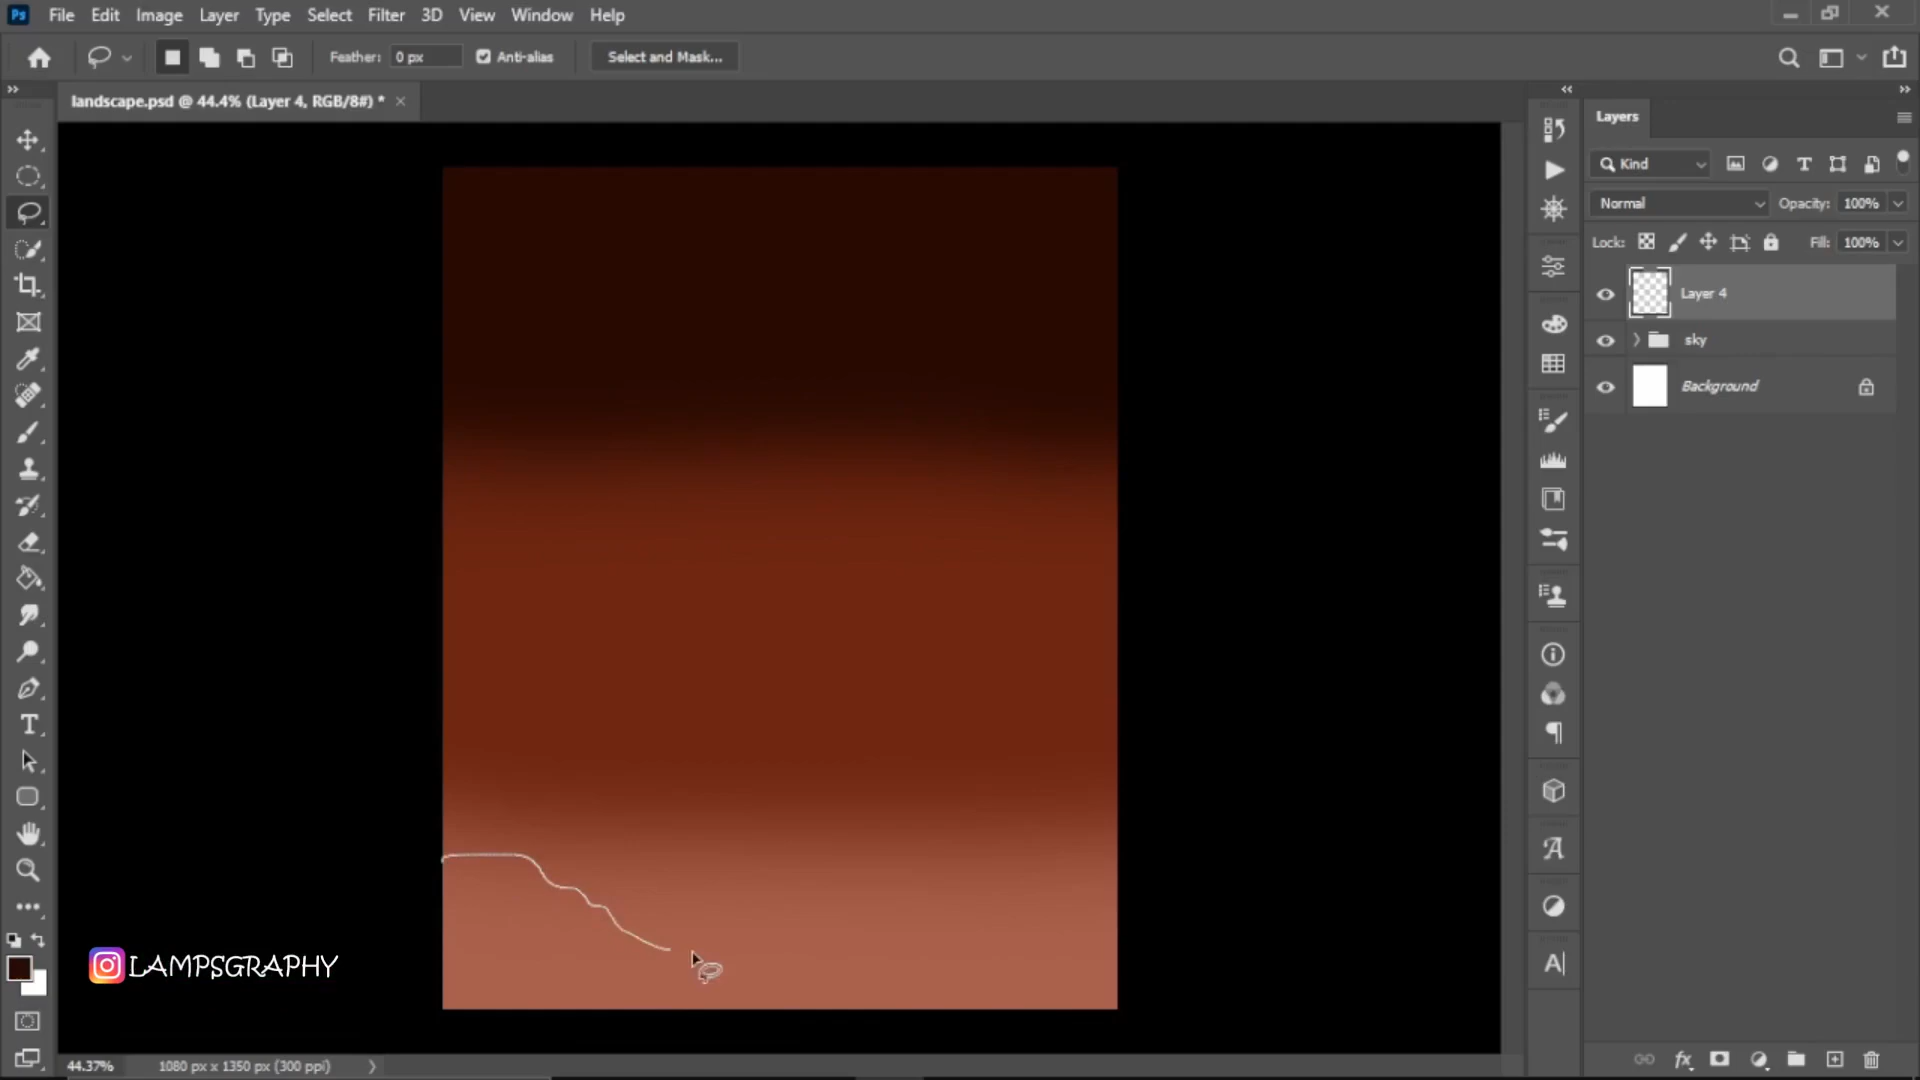 Ps File Edit Image Layer Type Select Filter 3D View Window Help
Feather: 0 px Anti-alias Select and Mask...
landscape.psd @ 44.4% (Layer 4, RGB/8#) * ×
Layers
Kind
Normal Opacity: 100%
Lock: Fill: 100%
Layer 4
sky
Background
LAMPSGRAPHY
44.37% 1080 px x 1350 px (300 ppi)